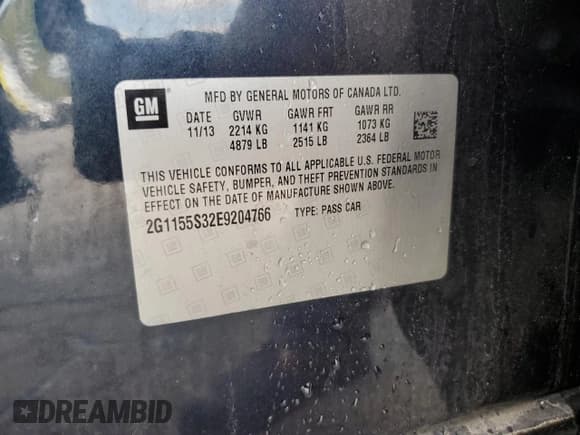 GM
MFD BY GENERAL MOTORS OF CANADA LTD.
DATE GVWR GAWR FRT GAWR RR
11/13 2214 KG 1141 KG 1073 KG
4879 LB 2515 LB 2364 LB
THIS VEHICLE CONFORMS TO ALL APPLICABLE U.S. FEDERAL MOTOR
VEHICLE SAFETY, BUMPER, AND THEFT PREVENTION STANDARDS IN
EFFECT ON THE DATE OF MANUFACTURE SHOWN ABOVE.
2G1155S32E9204766 TYPE: PASS CAR
DREAMBID